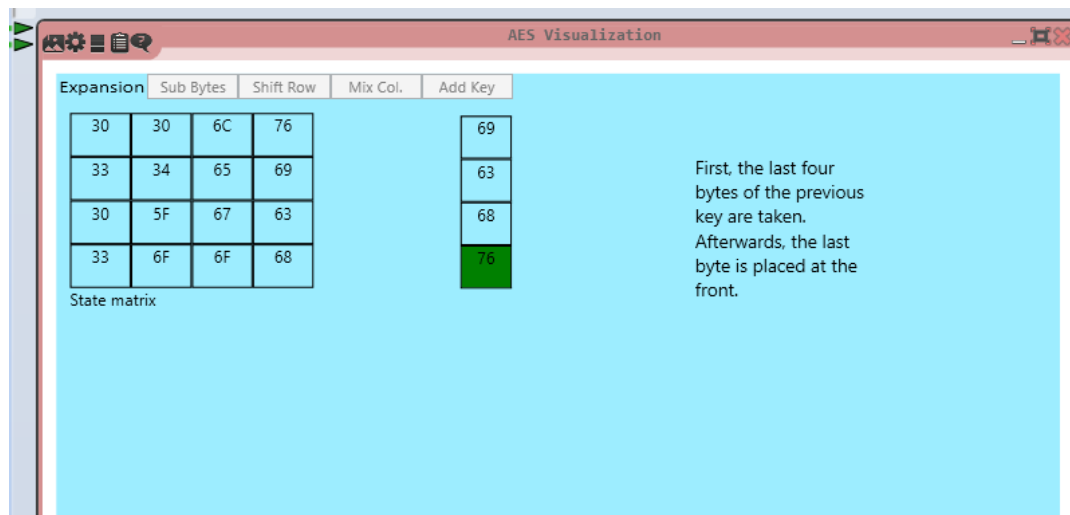 AES Visualization
Expansion Sub Bytes Shift Row Mix Col. Add Key
30 30 6C 76
33 34 65 69
30 5F 67 63
33 6F 6F 68
State matrix
69
63
68
76
First, the last four
bytes of the previous
key are taken.
Afterwards, the last
byte is placed at the
front.